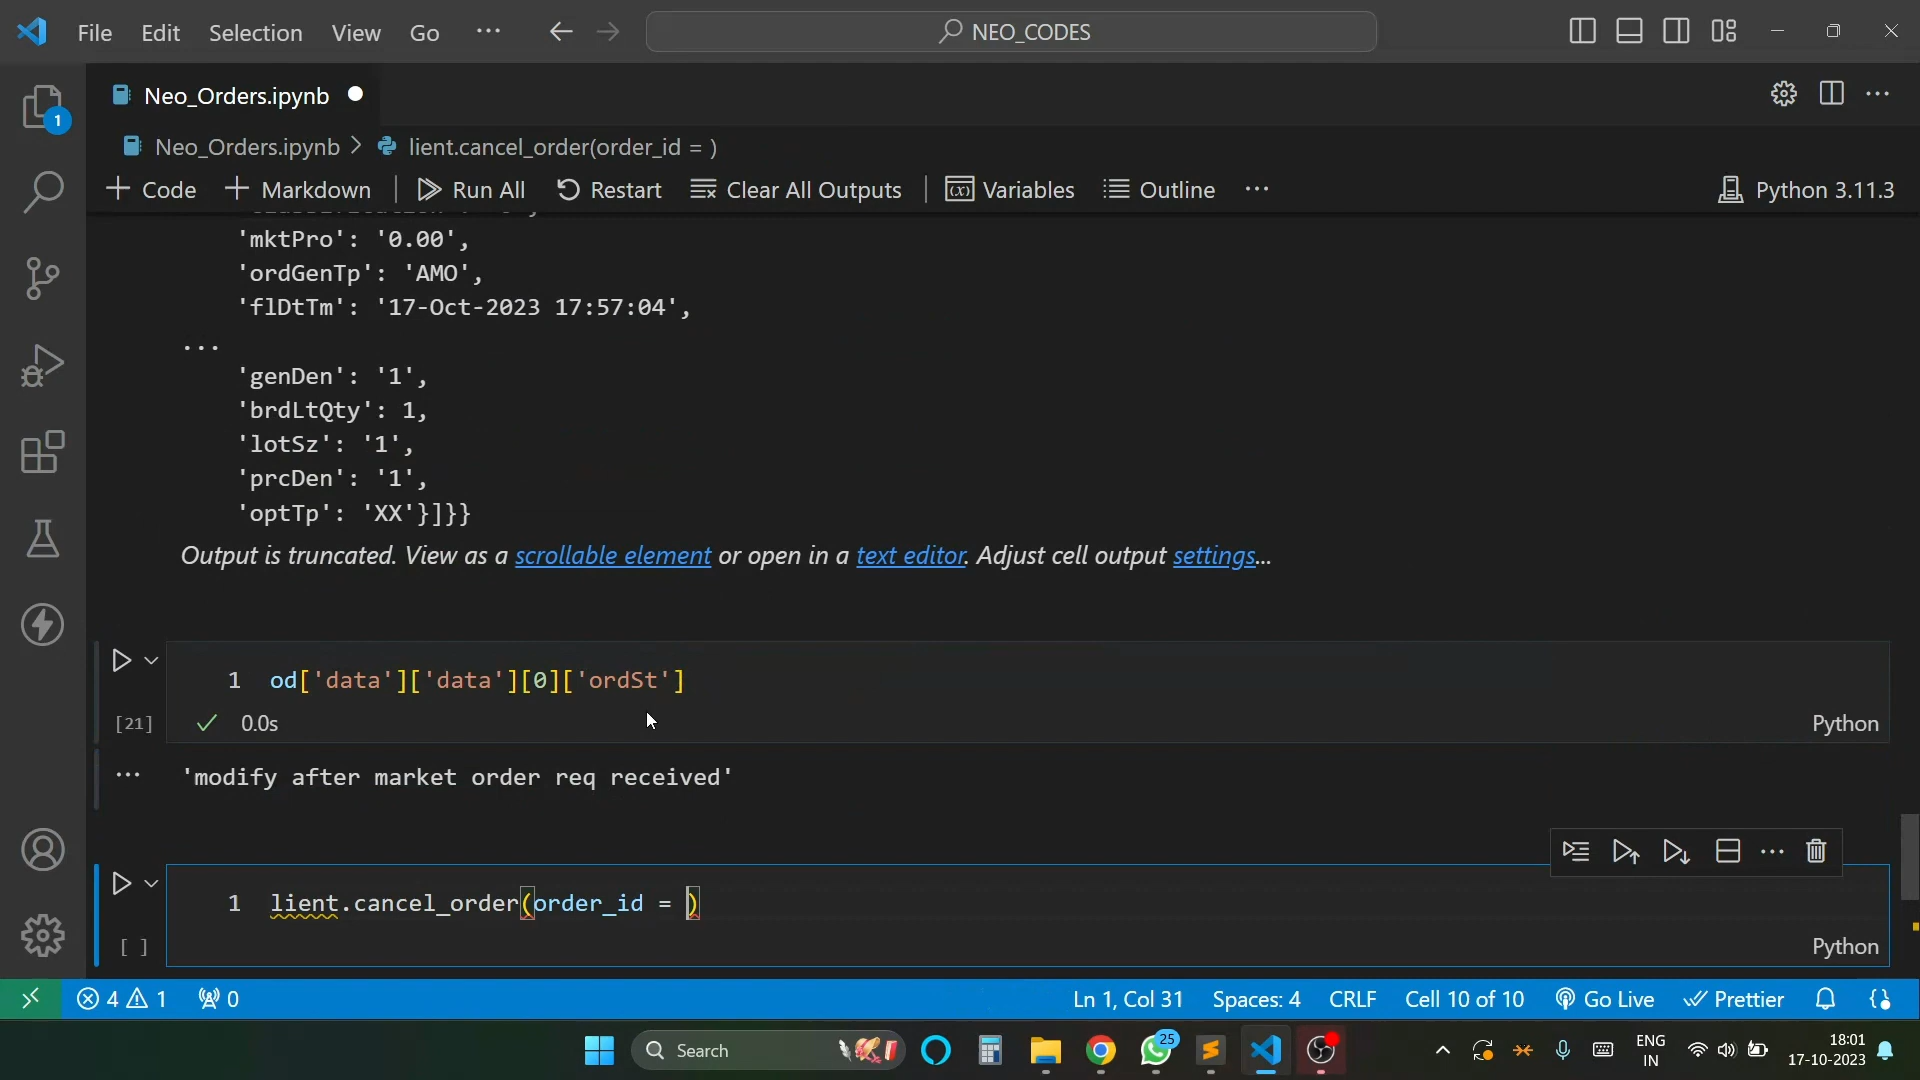 File Edit Selection View Go ···
NEO_CODES
1
Neo_Orders.ipynb
Neo_Orders.ipynb > lient.cancel_order(order_id = )
+ Code + Markdown Run All Restart Clear All Outputs (x) Variables Outline ··· Python 3.11.3
'mktPro': '0.00',
'ordGenTp': 'AMO',
'flDtTm': '17-Oct-2023 17:57:04',
...
'genDen': '1',
'brdLtQty': 1,
'lotSz': '1',
'prcDen': '1',
'optTp': 'XX'}]}}
Output is truncated. View as a scrollable element or open in a text editor. Adjust cell output settings...
1 od['data']['data'][0]['ordSt']
[21] ✓ 0.0s Python
··· 'modify after market order req received'
1 lient.cancel_order(order_id = )
[ ] Python
4 1 0 Ln 1, Col 31 Spaces: 4 CRLF Cell 10 of 10 Go Live Prettier
Search 25 ENG IN 18:01 17-10-2023